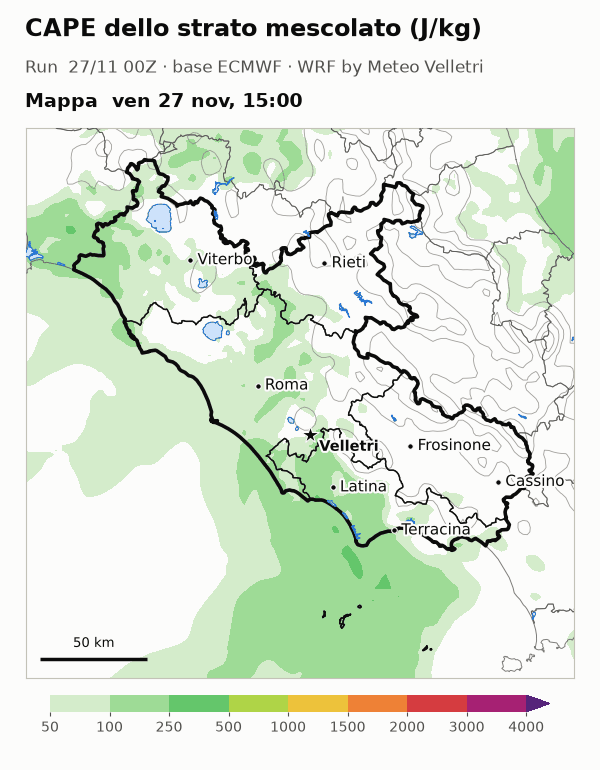 CAPE dello strato mescolato (J/kg)
Run  27/11 00Z · base ECMWF · WRF by Meteo Velletri
Mappa  ven 27 nov, 15:00
Viterbo
Rieti
Roma
Velletri
Frosinone
Latina
Cassino
Terracina
50 km
50 100 250 500 1000 1500 2000 3000 4000